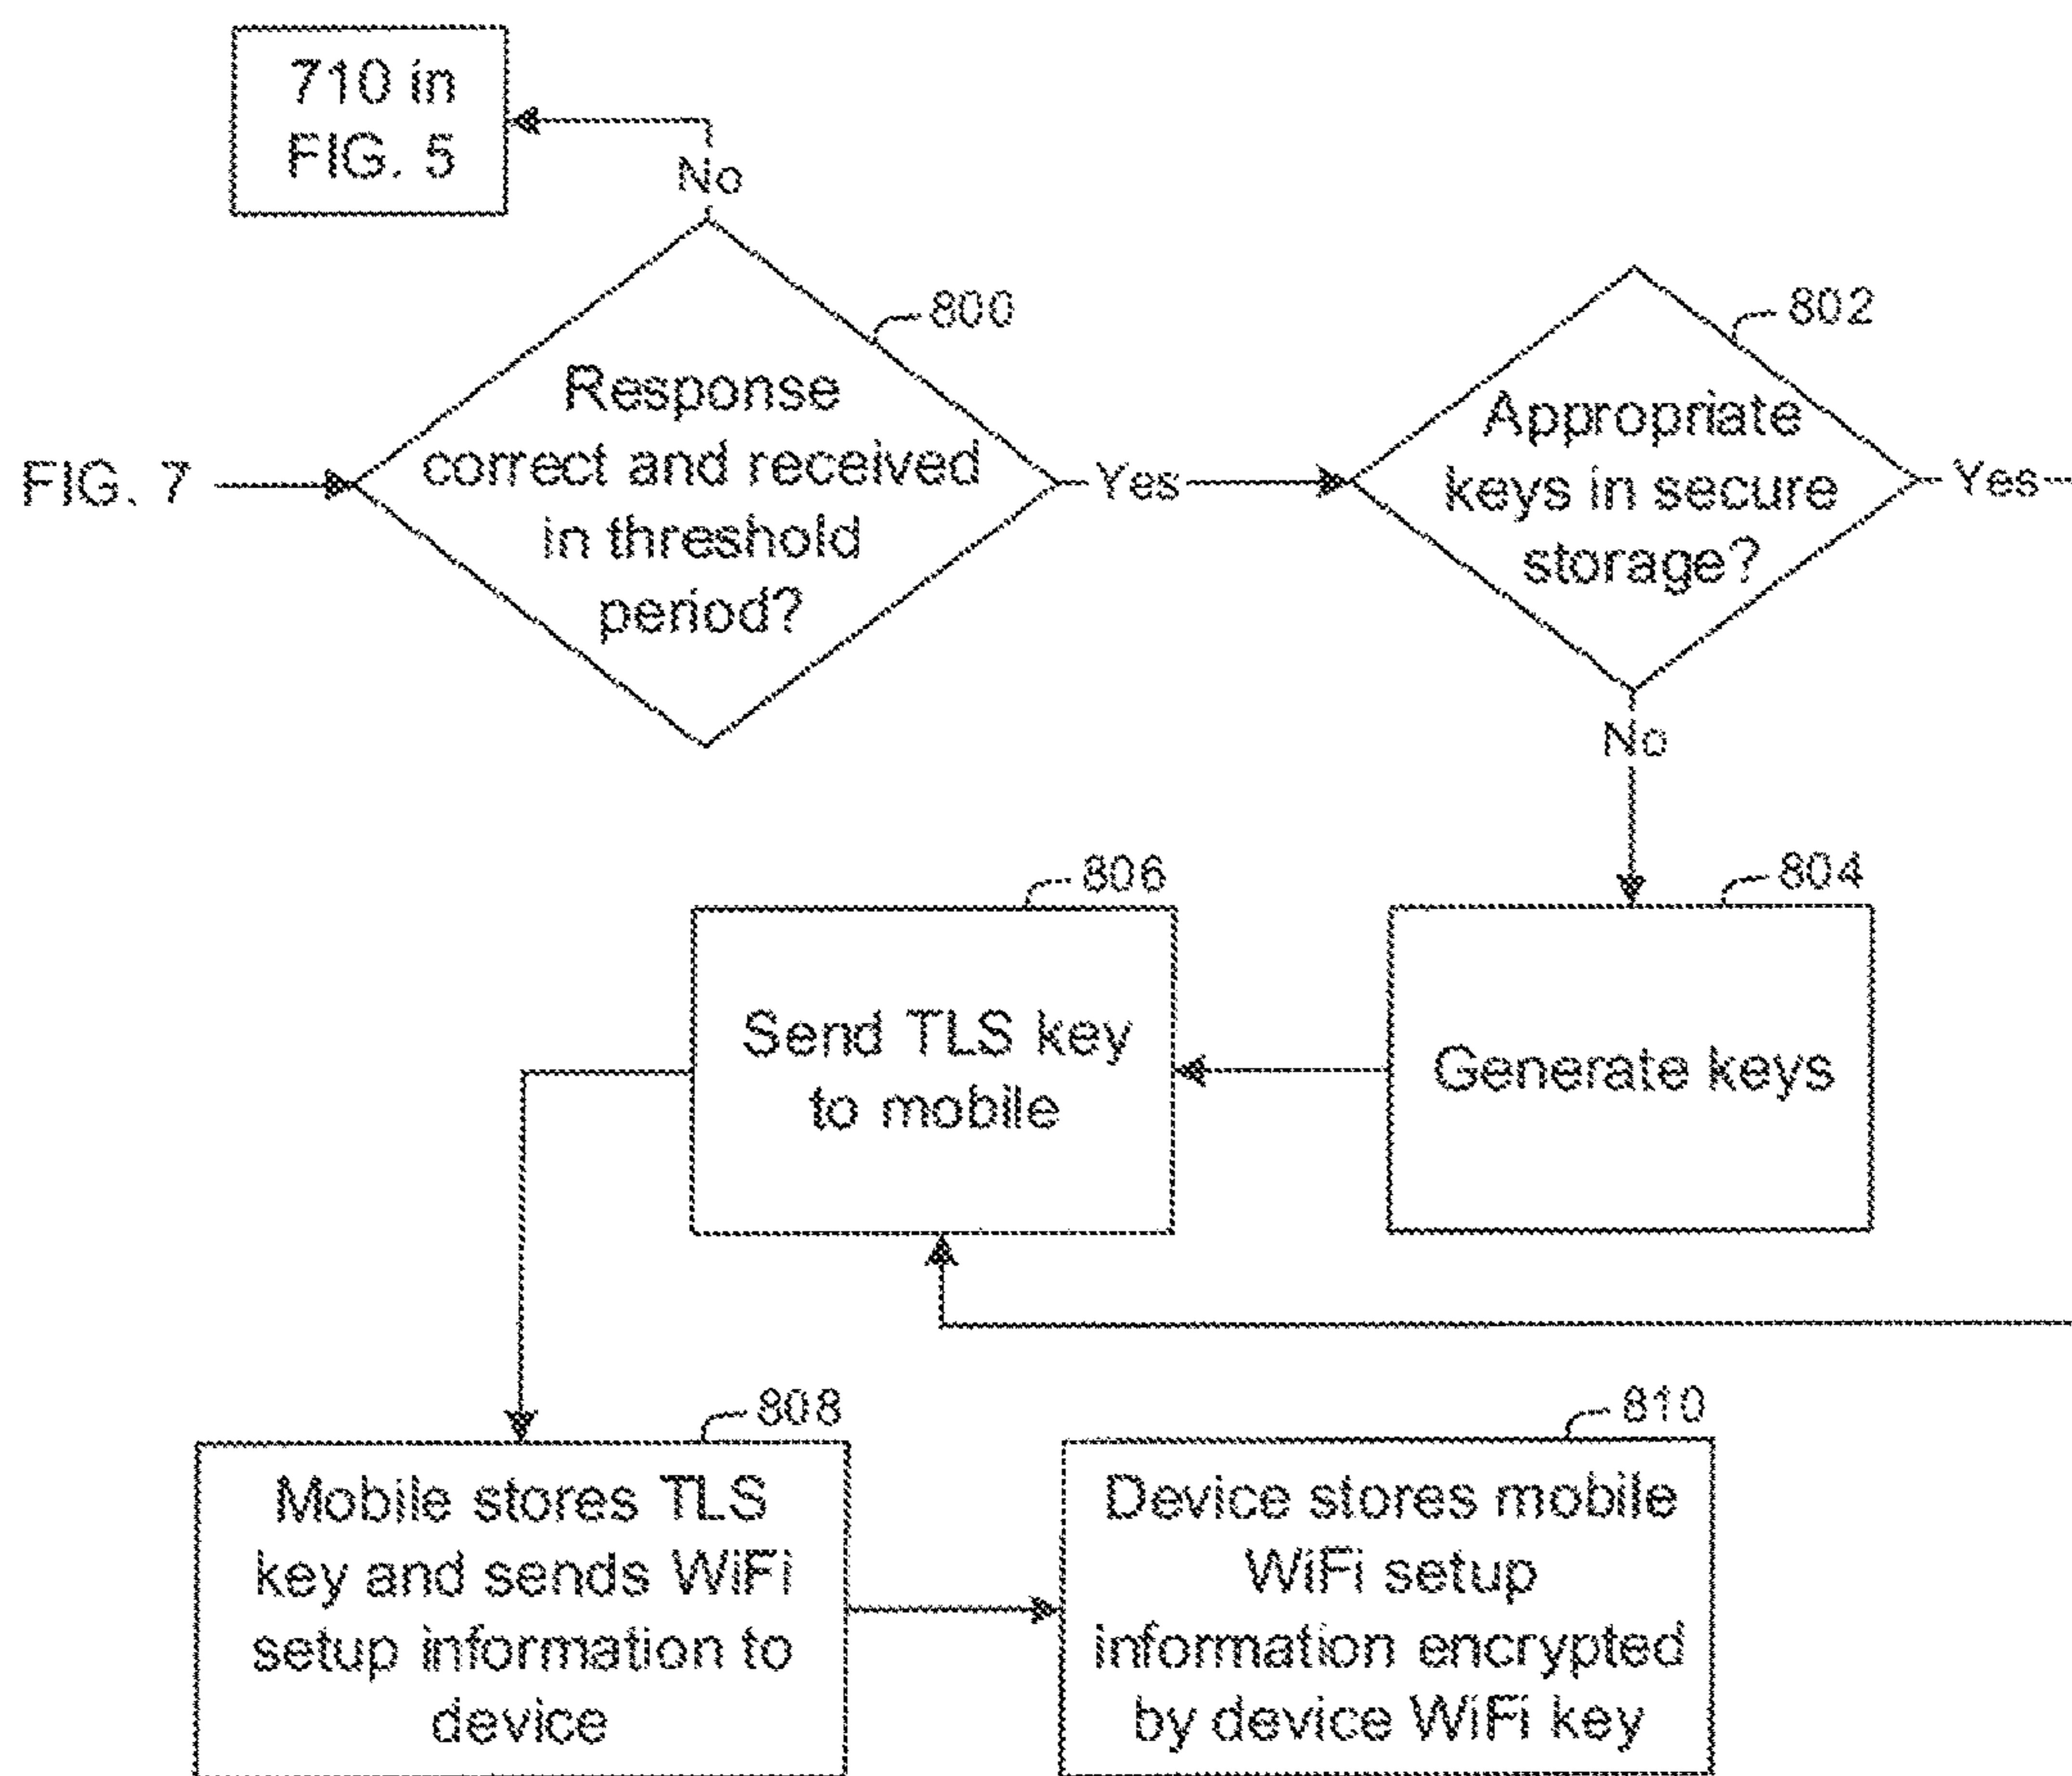 710 in
FIG. 5
No
800
Response
correct and received
in threshold
period?
FIG. 7
Yes
802
Appropriate
keys in secure
storage?
Yes
No
806
Send TLS key
to mobile
804
Generate keys
808
Mobile stores TLS
key and sends WiFi
setup information to
device
810
Device stores mobile
WiFi setup
information encrypted
by device WiFi key